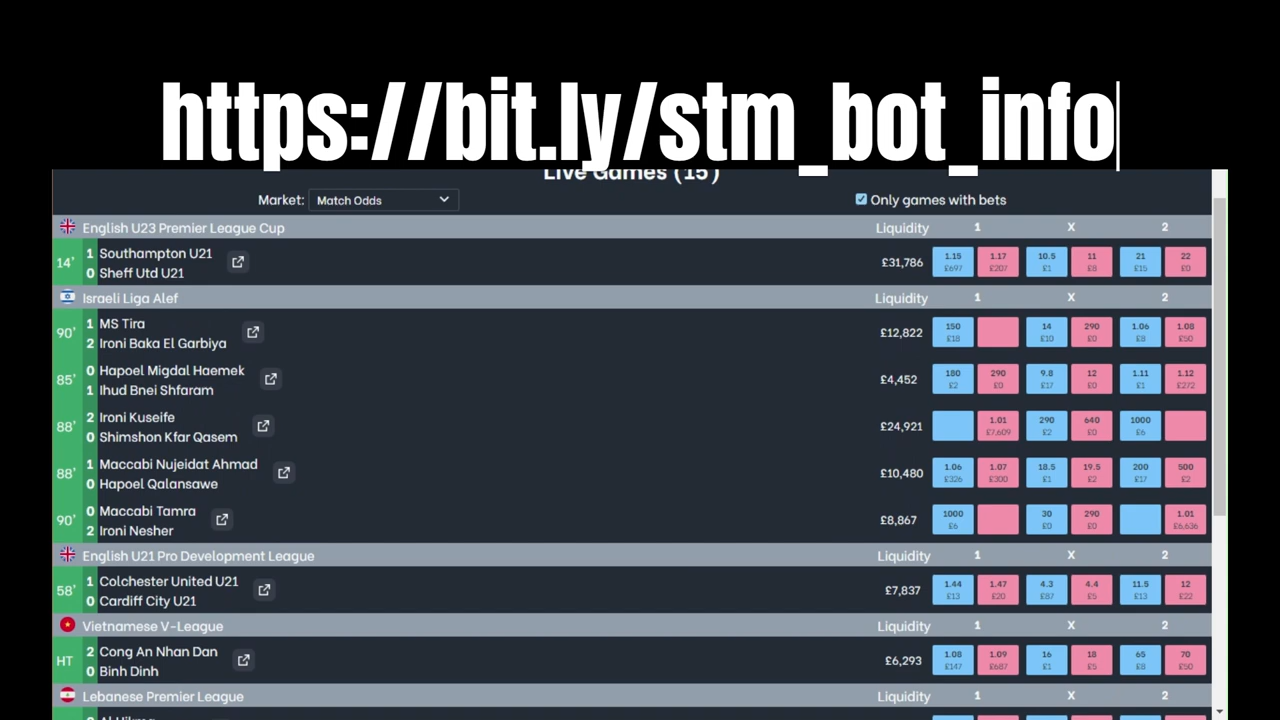 https://bit.ly/stm_bot_info
Live Games (15)
Market: Match Odds Only games with bets
English U23 Premier League Cup Liquidity 1 X 2
14' 1 Southampton U21 £31,786 1.15 1.17 10.5 11 21 22
0 Sheff Utd U21 £697 £207 £1 £8 £15 £0
Israeli Liga Alef Liquidity 1 X 2
90' 1 MS Tira £12,822 150 14 290 1.06 1.08
2 Ironi Baka El Garbiya £18 £10 £0 £8 £50
85' 0 Hapoel Migdal Haemek £4,452 180 290 9.8 12 1.11 1.12
1 Ihud Bnei Shfaram £2 £0 £17 £0 £1 £272
88' 2 Ironi Kuseife £24,921 1.01 290 640 1000
0 Shimshon Kfar Qasem £7,609 £2 £0 £6
88' 1 Maccabi Nujeidat Ahmad £10,480 1.06 1.07 18.5 19.5 200 500
0 Hapoel Qalansawe £326 £300 £1 £2 £17 £2
90' 0 Maccabi Tamra £8,867 1000 30 290 1.01
2 Ironi Nesher £6 £0 £0 £6,636
English U21 Pro Development League Liquidity 1 X 2
58' 1 Colchester United U21 £7,837 1.44 1.47 4.3 4.4 11.5 12
0 Cardiff City U21 £13 £20 £87 £5 £13 £22
Vietnamese V-League Liquidity 1 X 2
HT 2 Cong An Nhan Dan £6,293 1.08 1.09 16 18 65 70
0 Binh Dinh £147 £687 £1 £5 £8 £50
Lebanese Premier League Liquidity 1 X 2